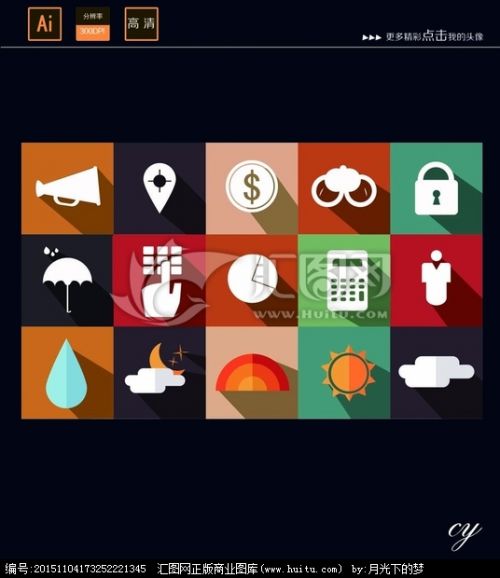 Ai
分辨率
300DPI
高清
▶▶▶ 更多精彩点击我的头像
$
汇图网
www.Huitu.com
cy
编号:20151104173252221345 汇图网正版商业图库(www.huitu.com) by:月光下的梦